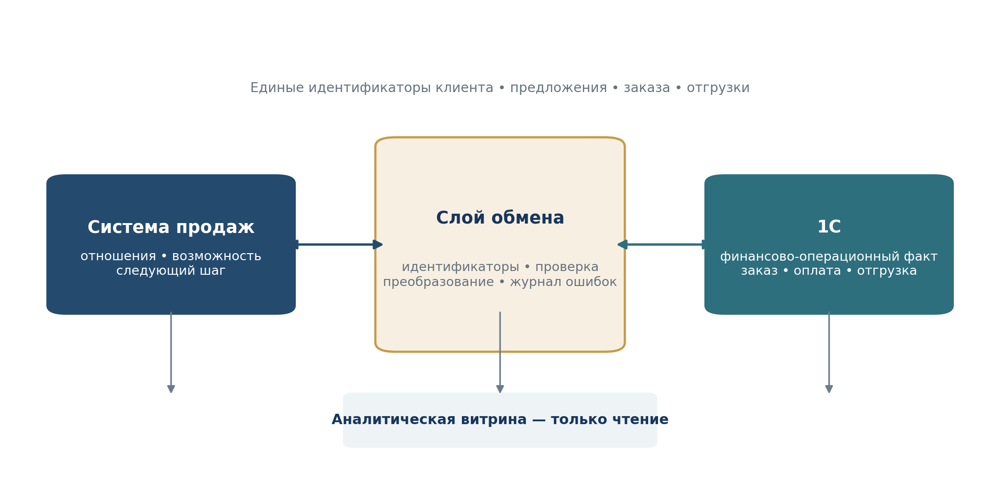 Единые идентификаторы клиента • предложения • заказа • отгрузки
Система продаж
отношения • возможность
следующий шаг
Слой обмена
идентификаторы • проверка
преобразование • журнал ошибок
1С
финансово-операционный факт
заказ • оплата • отгрузка
Аналитическая витрина — только чтение